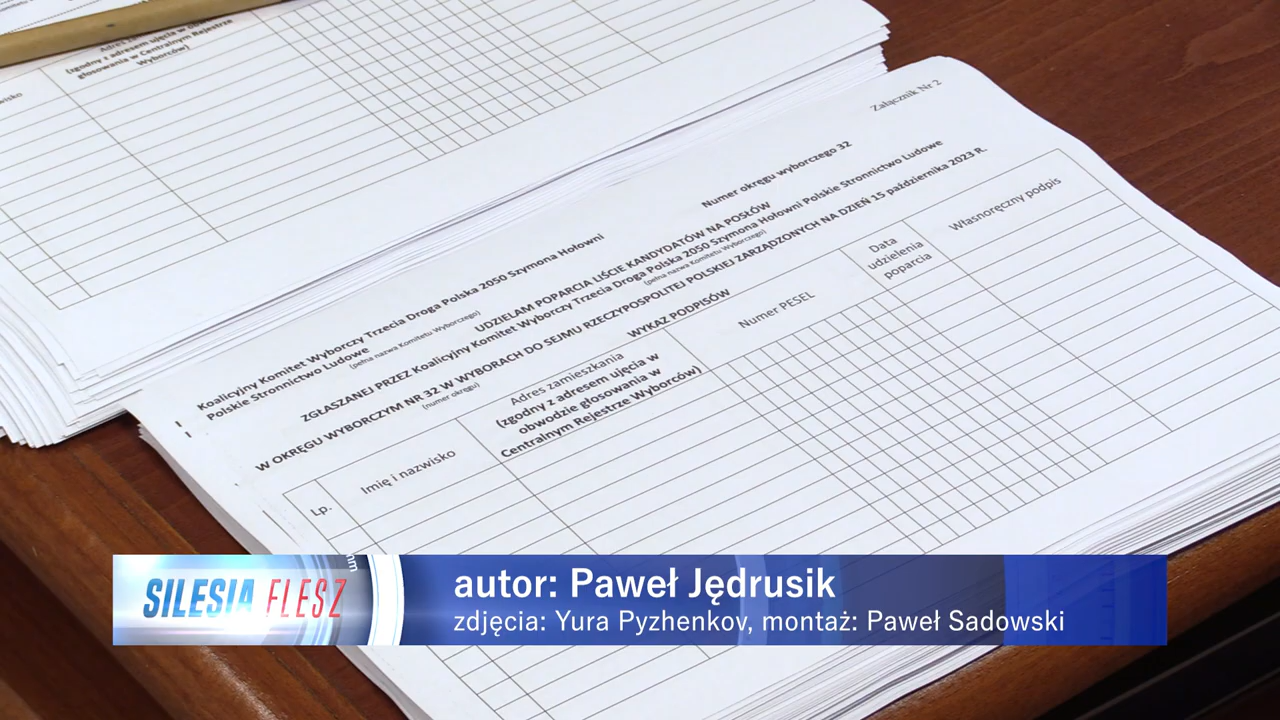 Adres
(zgodny z adresem ujęcia w
głosowania w Centralnym Rejestrze
Wyborców)
Załącznik Nr 2
Numer okręgu wyborczego 32
Koalicyjny Komitet Wyborczy Trzecia Droga Polska 2050 Szymona Hołowni
Polskie Stronnictwo Ludowe
(pełna nazwa Komitetu Wyborczego)
UDZIELAM POPARCIA LIŚCIE KANDYDATÓW NA POSŁÓW
ZGŁASZANEJ PRZEZ Koalicyjny Komitet Wyborczy Trzecia Droga Polska 2050 Szymona Hołowni Polskie Stronnictwo Ludowe
(pełna nazwa Komitetu Wyborczego)
W OKRĘGU WYBORCZYM NR 32 W WYBORACH DO SEJMU RZECZYPOSPOLITEJ POLSKIEJ ZARZĄDZONYCH NA DZIEŃ 15 października 2023 R.
(numer okręgu)
WYKAZ PODPISÓW
Lp.
Imię i nazwisko
Adres zamieszkania
(zgodny z adresem ujęcia w
obwodzie głosowania w
Centralnym Rejestrze Wyborców)
Numer PESEL
Data
udzielenia
poparcia
Własnoręczny podpis
SILESIA FLESZ
autor: Paweł Jędrusik
zdjęcia: Yura Pyzhenkov, montaż: Paweł Sadowski